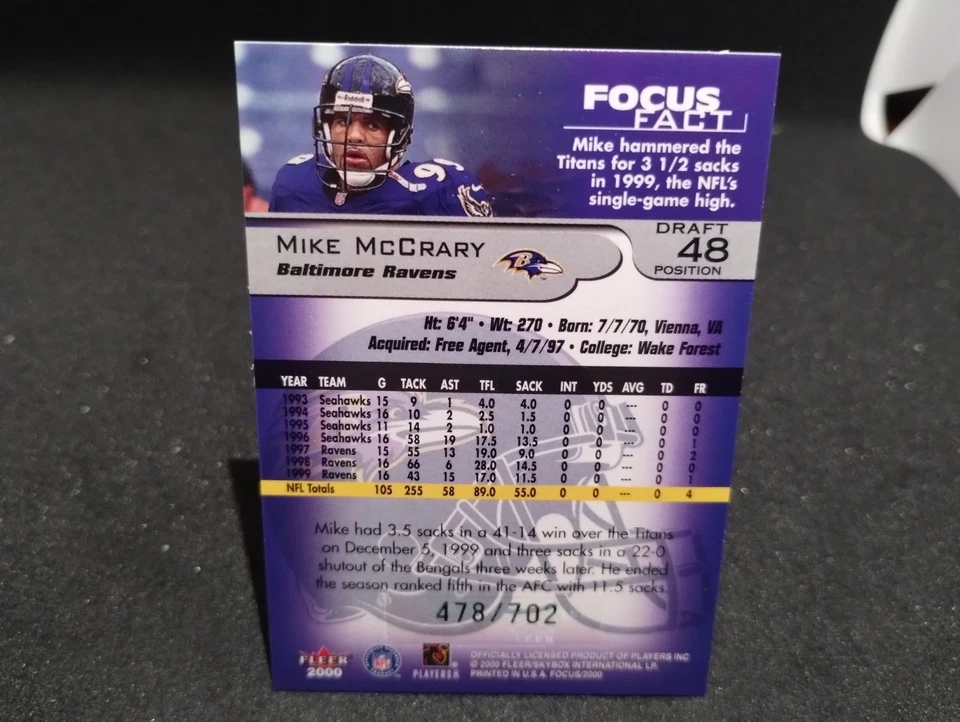 Riddell
99
FOCUS
FACT
Mike hammered the
Titans for 3 1/2 sacks
in 1999, the NFL's
single-game high.
MIKE MCCRARY
Baltimore Ravens
B
DRAFT
48
POSITION
Ht: 6'4" • Wt: 270 • Born: 7/7/70, Vienna, VA
Acquired: Free Agent, 4/7/97 • College: Wake Forest
YEAR TEAM G TACK AST TFL SACK INT YDS AVG TD FR
1993 Seahawks 15 9 1 4.0 4.0 0 0 --- 0 0
1994 Seahawks 16 10 2 2.5 1.5 0 0 --- 0 0
1995 Seahawks 11 14 2 1.0 1.0 0 0 --- 0 0
1996 Seahawks 16 58 19 17.5 13.5 0 0 --- 0 1
1997 Ravens 15 55 13 19.0 9.0 0 0 --- 0 2
1998 Ravens 16 66 6 28.0 14.5 0 0 --- 0 0
1999 Ravens 16 43 15 17.0 11.5 0 0 --- 0 1
NFL Totals 105 255 58 89.0 55.0 0 0 --- 0 4
Mike had 3.5 sacks in a 41-14 win over the Titans
on December 5, 1999 and three sacks in a 22-0
shutout of the Bengals three weeks later. He ended
the season ranked fifth in the AFC with 11.5 sacks.
478/702
FLEER
2000
NFL
PLAYERS INC
OFFICIALLY LICENSED PRODUCT OF PLAYERS INC
© 2000 FLEER/SKYBOX INTERNATIONAL LP.
PRINTED IN U.S.A. FOCUS/2000